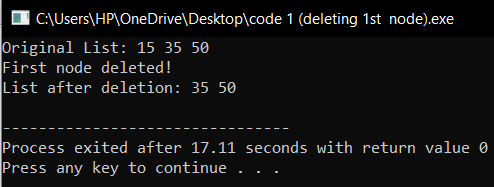 C:\Users\HP\OneDrive\Desktop\code 1 (deleting 1st  node).exe
Original List: 15 35 50
First node deleted!
List after deletion: 35 50
--------------------------------
Process exited after 17.11 seconds with return value 0
Press any key to continue . . .